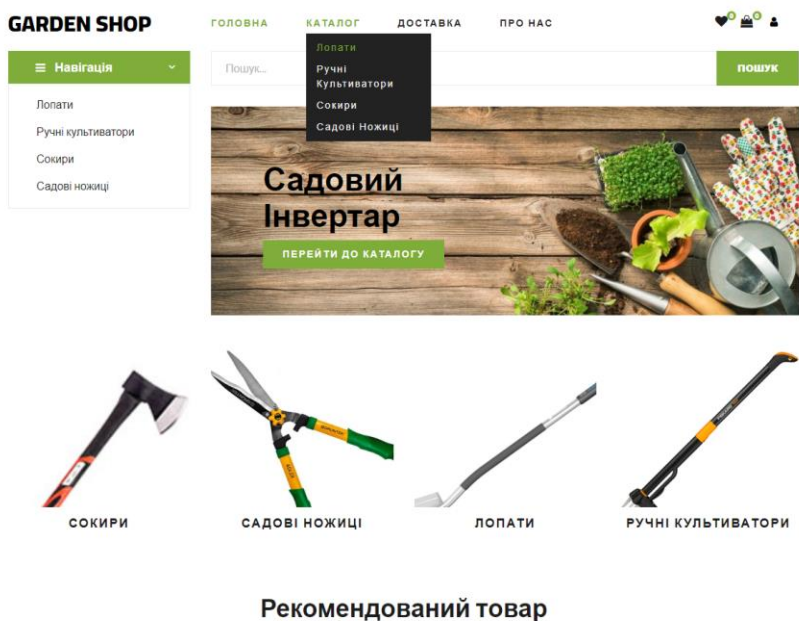 GARDEN SHOP
ГОЛОВНА КАТАЛОГ ДОСТАВКА ПРО НАС
0 0
Навігація
Лопати
Ручні культиватори
Сокири
Садові ножиці
Лопати
Ручні
Культиватори
Сокири
Садові Ножиці
Пошук...
ПОШУК
Садовий
Інвертар
ПЕРЕЙТИ ДО КАТАЛОГУ
СОКИРИ
САДОВІ НОЖИЦІ
ЛОПАТИ
РУЧНІ КУЛЬТИВАТОРИ
Рекомендований товар